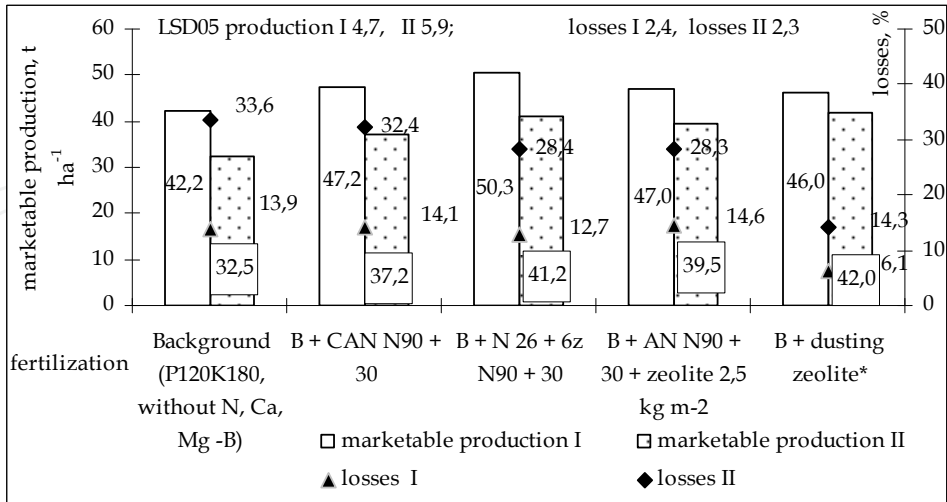 LSD05 production I 4,7, II 5,9; losses I 2,4, losses II 2,3
marketable production, t
ha-1
60
50
40
30
20
10
0
losses, %
50
40
30
20
10
0
33,6
32,4
28,4
28,3
14,3
42,2
47,2
50,3
47,0
46,0
13,9
14,1
12,7
14,6
6,1
32,5
37,2
41,2
39,5
42,0
fertilization
Background
(P120K180,
without N, Ca,
Mg -B)
B + CAN N90 +
30
B + N 26 + 6z
N90 + 30
B + AN N90 +
30 + zeolite 2,5
kg m-2
B + dusting
zeolite*
marketable production I
marketable production II
losses I
losses II